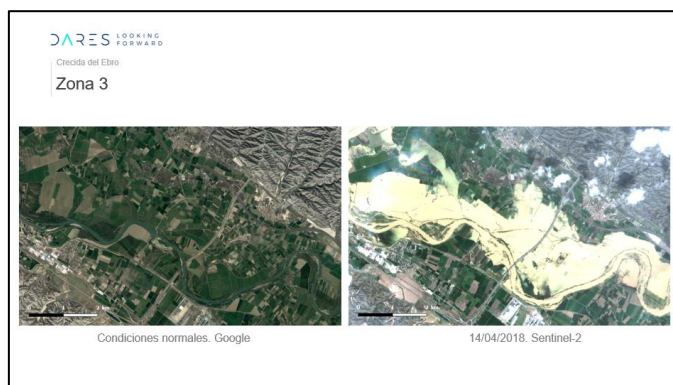 DARES LOOKING
FORWARD
Crecida del Ebro
Zona 3
Condiciones normales. Google
14/04/2018. Sentinel-2